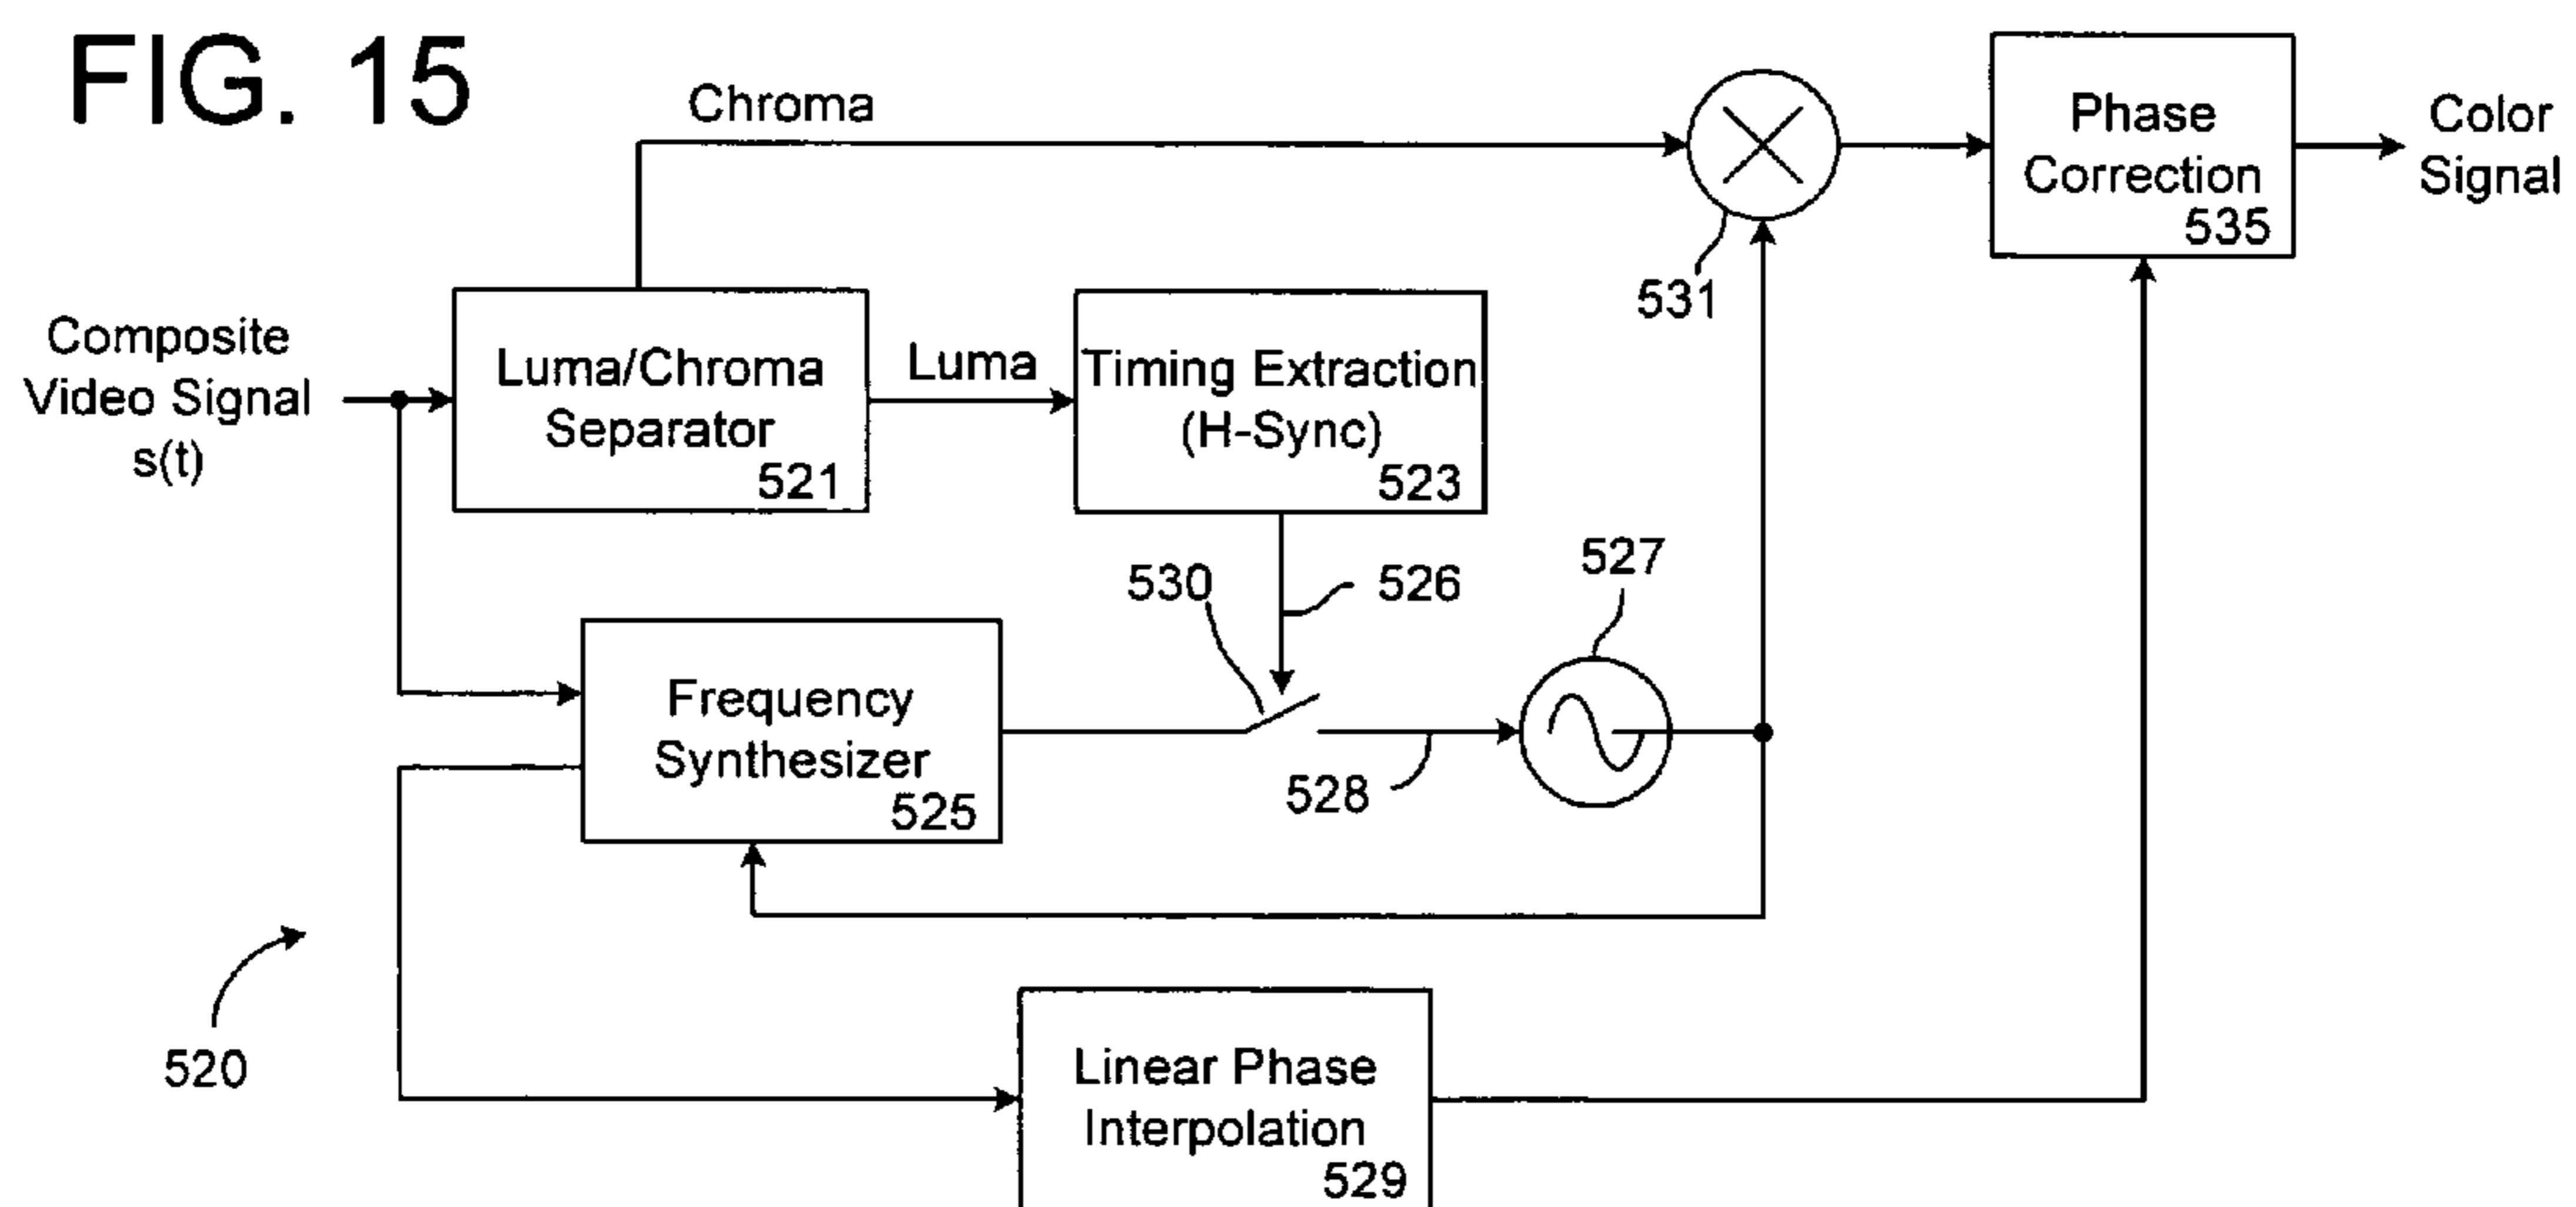 FIG. 15
Chroma
Phase
Correction
535
Color
Signal
531
Composite
Video Signal
s(t)
Luma/Chroma
Separator
521
Luma
Timing Extraction
(H-Sync)
523
530
526
527
Frequency
Synthesizer
525
528
520
Linear Phase
Interpolation
529